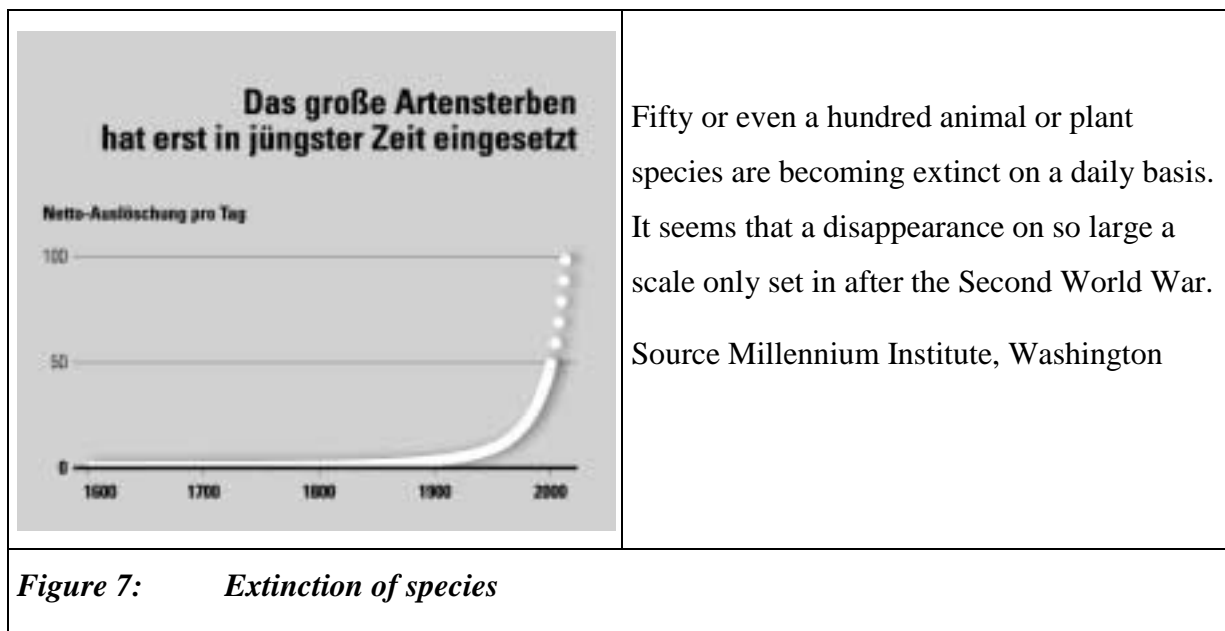 Das große Artensterben
hat erst in jüngster Zeit eingesetzt
Netto-Auslöschung pro Tag
100
50
0
1600
1700
1800
1900
2000
Fifty or even a hundred animal or plant
species are becoming extinct on a daily basis.
It seems that a disappearance on so large a
scale only set in after the Second World War.
Source Millennium Institute, Washington
Figure 7: Extinction of species